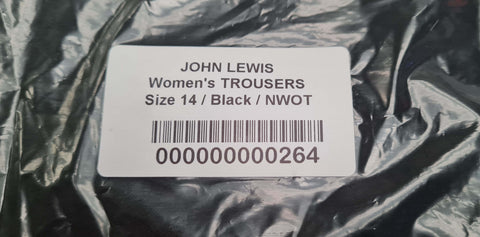 JOHN LEWIS
Women's TROUSERS
Size 14 / Black / NWOT
000000000264